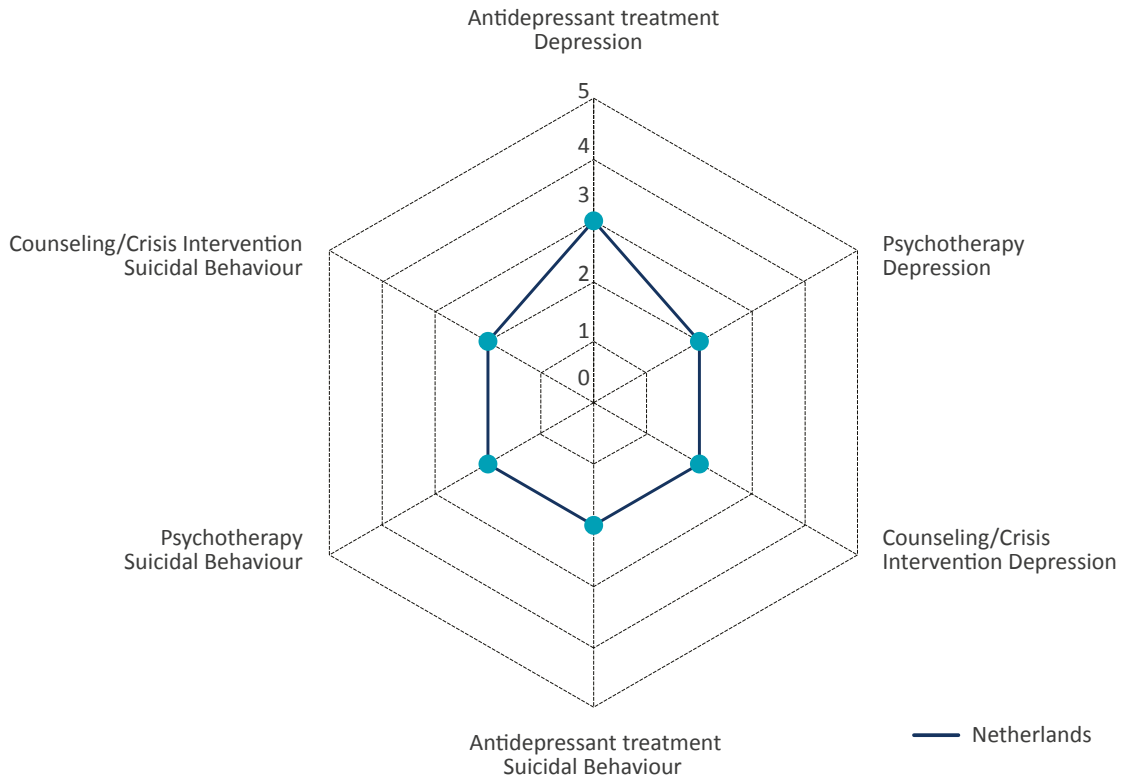 Antidepressant treatment
Depression
5
4
3
2
1
0
Counseling/Crisis Intervention
Suicidal Behaviour
Psychotherapy
Depression
Psychotherapy
Suicidal Behaviour
Counseling/Crisis
Intervention Depression
Antidepressant treatment
Suicidal Behaviour
Netherlands